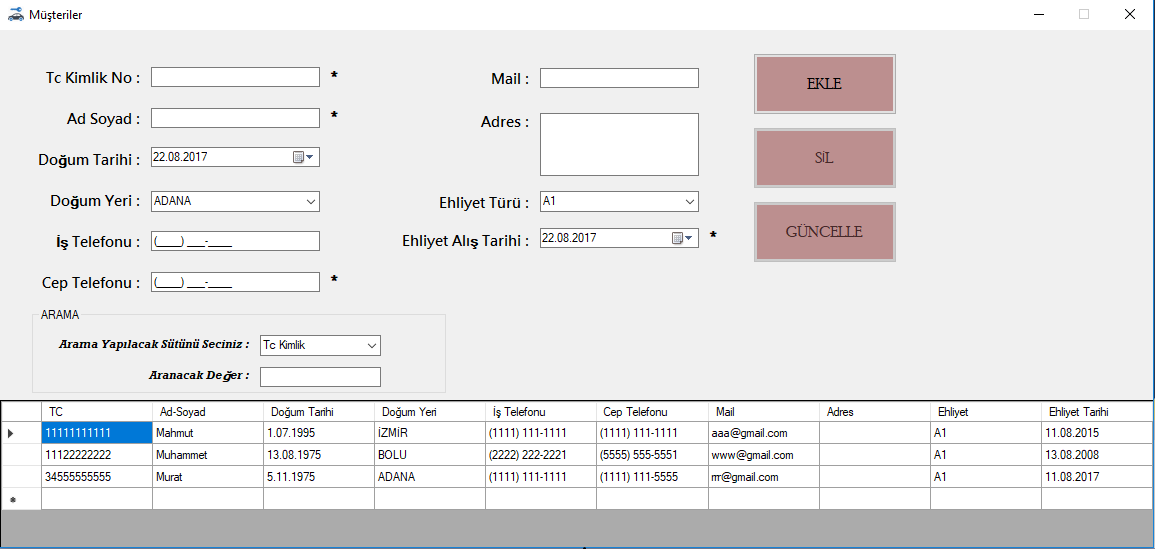 Müşteriler
Tc Kimlik No : *
Ad Soyad : *
Doğum Tarihi : 22.08.2017
Doğum Yeri : ADANA
İş Telefonu : (____) ___-____
Cep Telefonu : (____) ___-____ *
Mail :
Adres :
Ehliyet Türü : A1
Ehliyet Alış Tarihi : 22.08.2017 *
EKLE
SİL
GÜNCELLE
ARAMA
Arama Yapılacak Sütünü Seciniz : Tc Kimlik
Aranacak Değer :
TC Ad-Soyad Doğum Tarihi Doğum Yeri İş Telefonu Cep Telefonu Mail Adres Ehliyet Ehliyet Tarihi
11111111111 Mahmut 1.07.1995 İZMİR (1111) 111-1111 (1111) 111-1111 aaa@gmail.com A1 11.08.2015
11122222222 Muhammet 13.08.1975 BOLU (2222) 222-2221 (5555) 555-5551 www@gmail.com A1 13.08.2008
34555555555 Murat 5.11.1975 ADANA (1111) 111-1111 (1111) 111-5555 rrr@gmail.com A1 11.08.2017